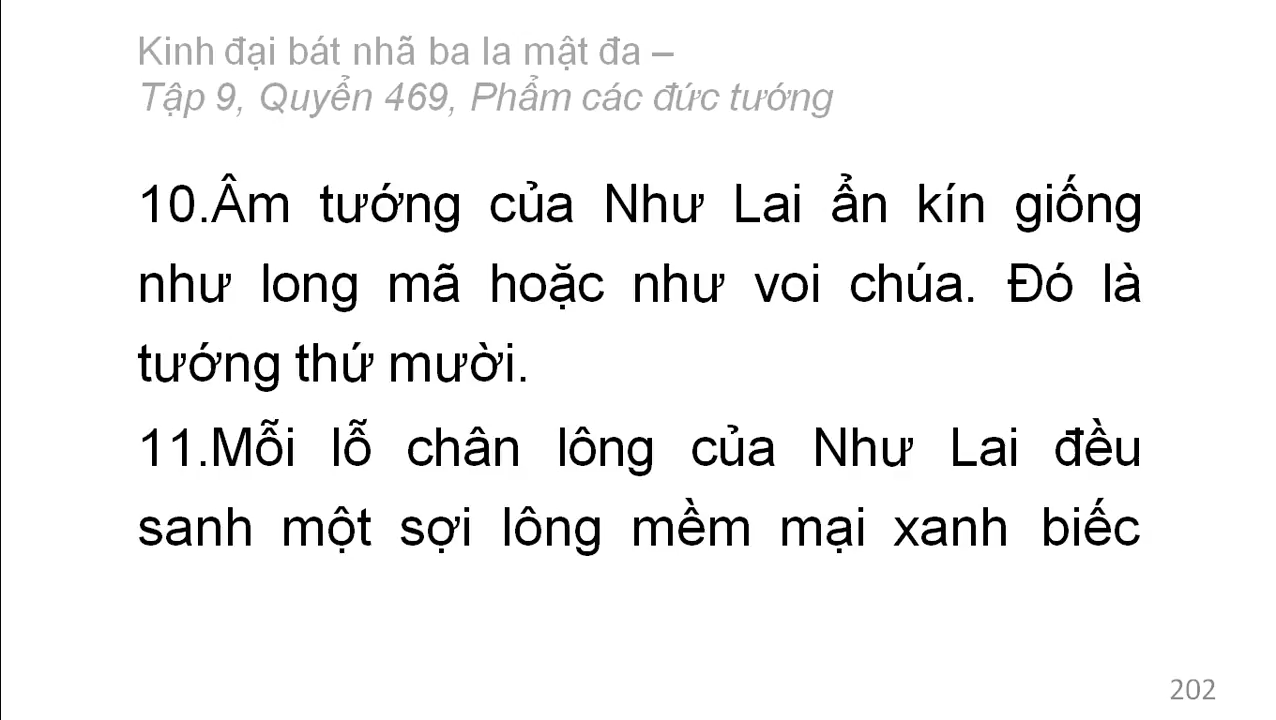 Kinh đại bát nhã ba la mật đa –
Tập 9, Quyển 469, Phẩm các đức tướng
10.Âm tướng của Như Lai ẩn kín giống
như long mã hoặc như voi chúa. Đó là
tướng thứ mười.
11.Mỗi lỗ chân lông của Như Lai đều
sanh một sợi lông mềm mại xanh biếc
202